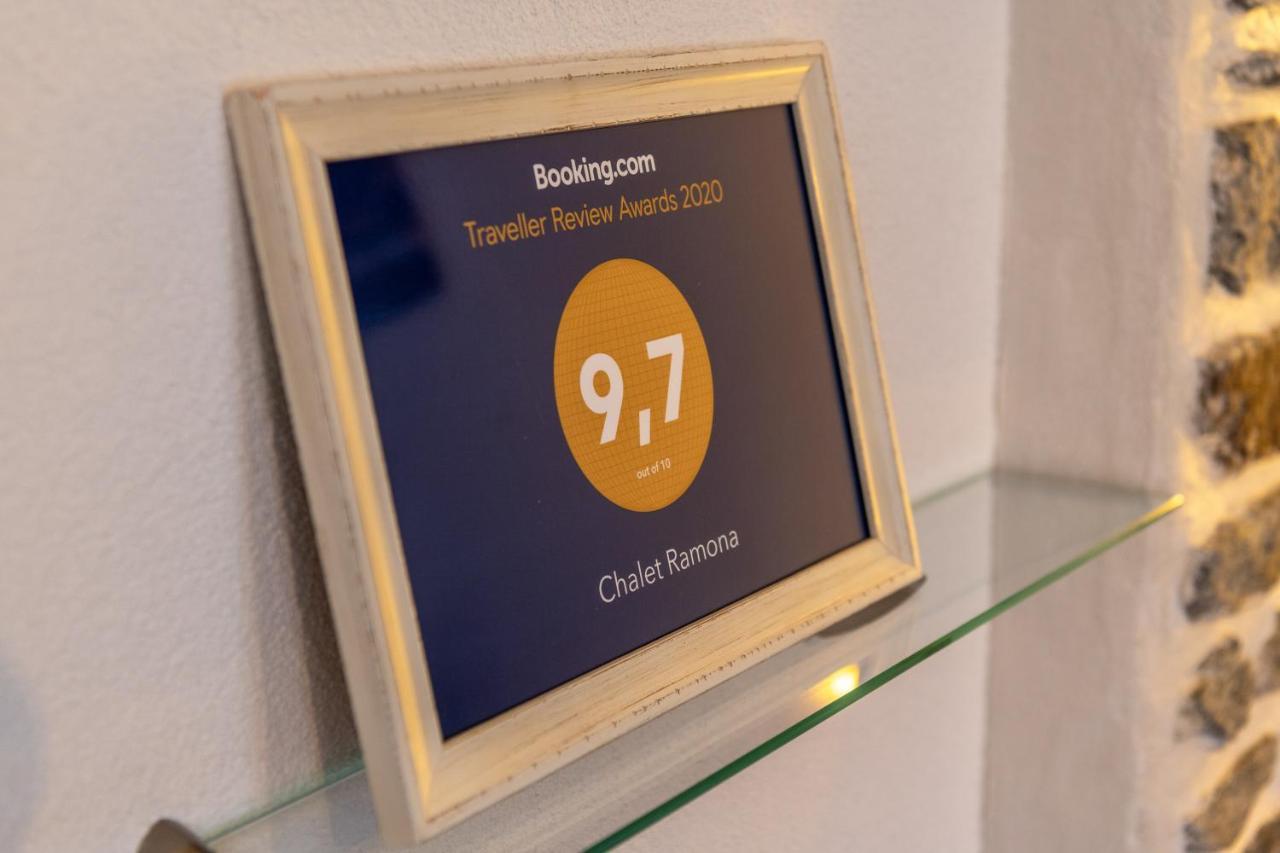 Booking.com
Traveller Review Awards 2020
9,7
out of 10
Chalet Ramona